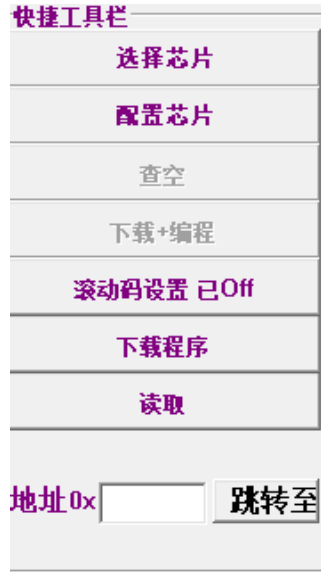 快捷工具栏
选择芯片
配置芯片
查空
下载+编程
滚动码设置 已Off
下载程序
读取
地址0x 跳转至